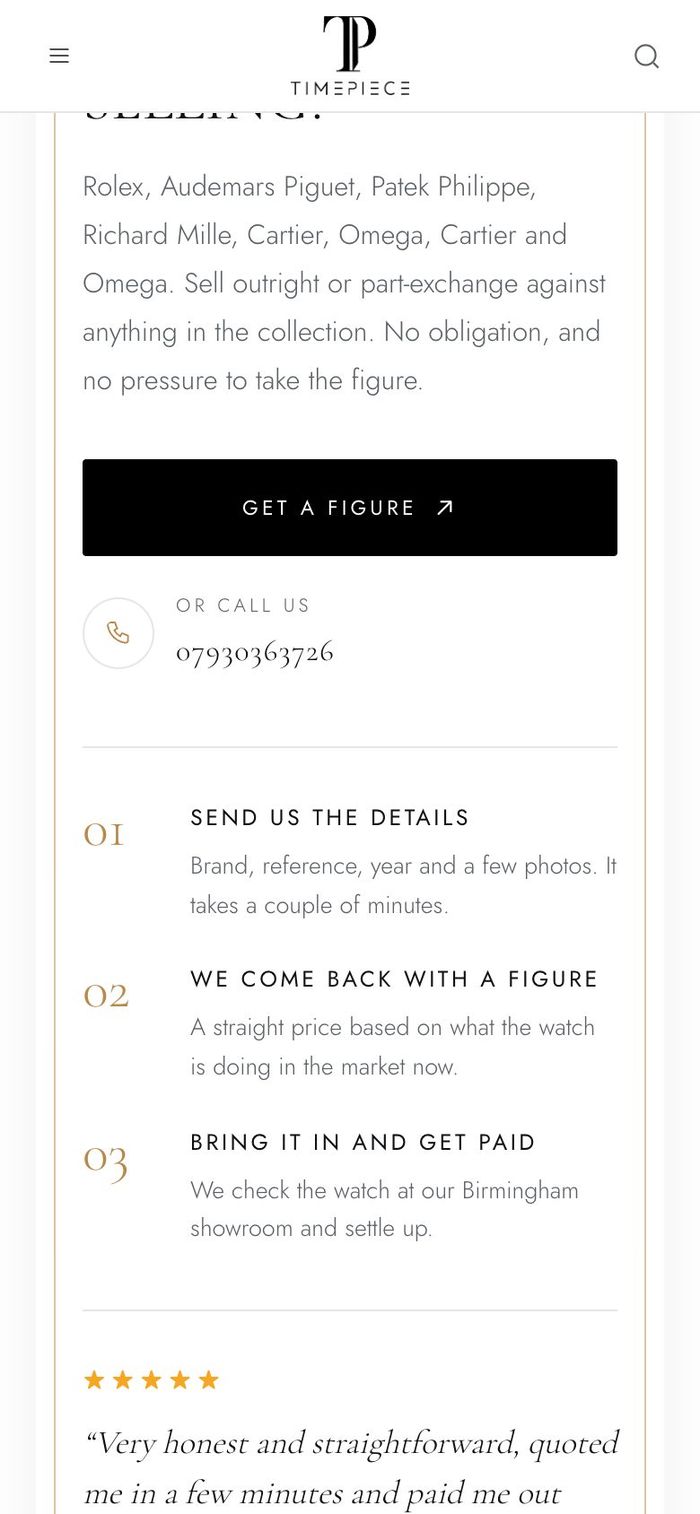 TP
TIMEPIECE
SELLING?
Rolex, Audemars Piguet, Patek Philippe,
Richard Mille, Cartier, Omega, Cartier and
Omega. Sell outright or part-exchange against
anything in the collection. No obligation, and
no pressure to take the figure.
GET A FIGURE
OR CALL US
07930363726
01
SEND US THE DETAILS
Brand, reference, year and a few photos. It
takes a couple of minutes.
02
WE COME BACK WITH A FIGURE
A straight price based on what the watch
is doing in the market now.
03
BRING IT IN AND GET PAID
We check the watch at our Birmingham
showroom and settle up.
“Very honest and straightforward, quoted
me in a few minutes and paid me out